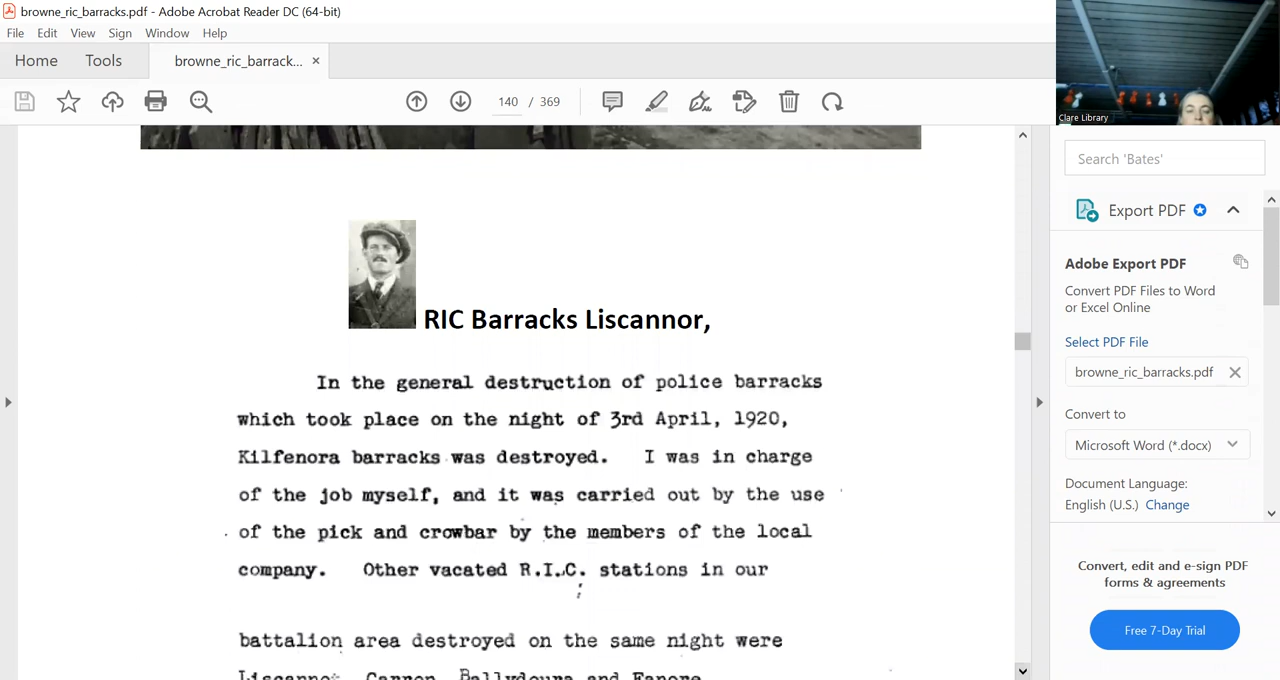 browne_ric_barracks.pdf - Adobe Acrobat Reader DC (64-bit)
File Edit View Sign Window Help
Home Tools browne_ric_barrack... ×
140 / 369
Clare Library
Search 'Bates'
Export PDF
Adobe Export PDF
Convert PDF Files to Word
or Excel Online
Select PDF File
browne_ric_barracks.pdf
Convert to
Microsoft Word (*.docx)
Document Language:
English (U.S.) Change
Convert, edit and e-sign PDF
forms & agreements
Free 7-Day Trial
RIC Barracks Liscannor,
In the general destruction of police barracks
which took place on the night of 3rd April, 1920,
Kilfenora barracks was destroyed. I was in charge
of the job myself, and it was carried out by the use
of the pick and crowbar by the members of the local
company. Other vacated R.I.C. stations in our
battalion area destroyed on the same night were
Liscannor, Carron, Ballydoura and Fanore.